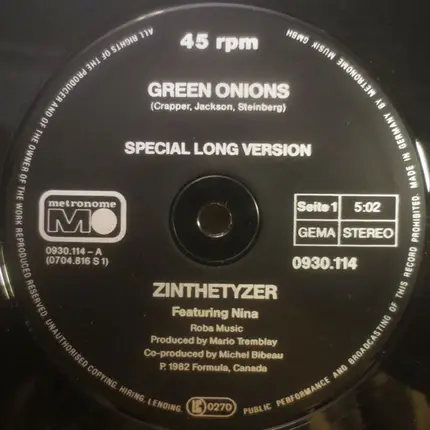 45 rpm
GREEN ONIONS
(Crapper, Jackson, Steinberg)
SPECIAL LONG VERSION
metronome
M
0930.114 – A
(0704.816 S 1)
Seite 1 5:02
GEMA STEREO
0930.114
ZINTHETYZER
Featuring Nina
Roba Music
Produced by Mario Tremblay
Co-produced by Michel Bibeau
P. 1982 Formula, Canada
LC 0270
ALL RIGHTS OF THE PRODUCER AND OF THE OWNER OF THE WORK REPRODUCED RESERVED. UNAUTHORISED COPYING, HIRING, LENDING, PUBLIC PERFORMANCE AND BROADCASTING OF THIS RECORD PROHIBITED. MADE IN GERMANY BY METRONOME MUSIK GMBH